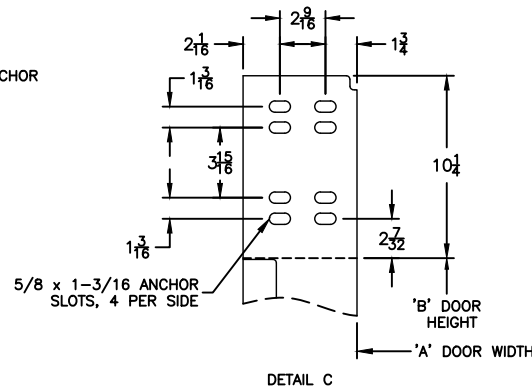 2 9/16
2 1/16
1 3/4
CHOR
1 3/16
3 15/16
10 1/4
1 3/16
2 7/32
5/8 x 1-3/16 ANCHOR
SLOTS, 4 PER SIDE
'B' DOOR
HEIGHT
'A' DOOR WIDTH
DETAIL C